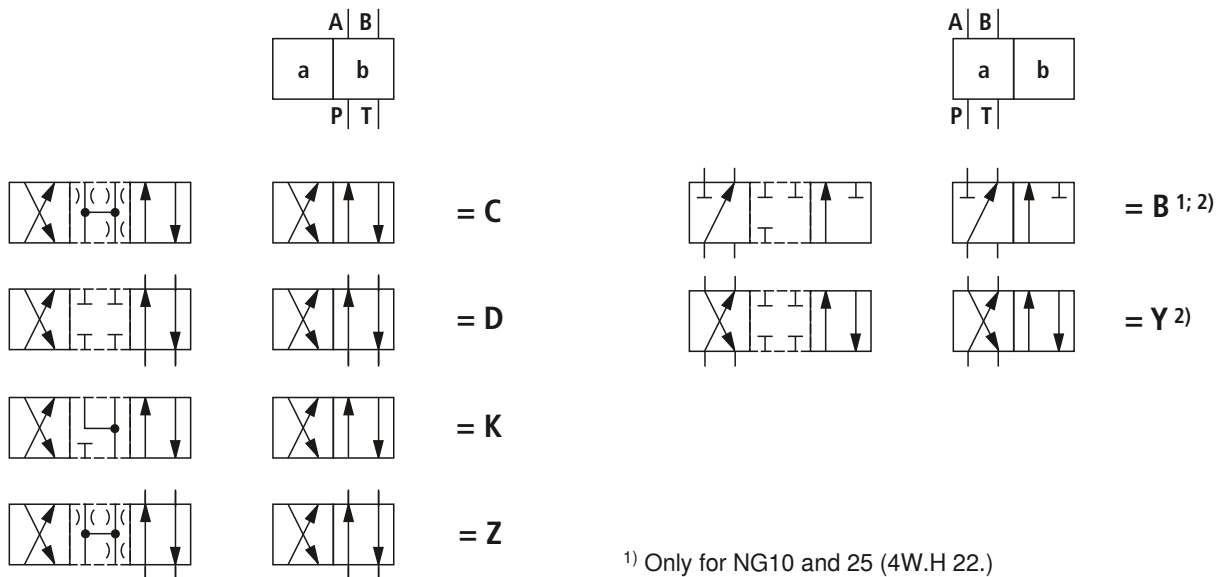 A B
a b
P T
A B
a b
P T
= C
= B 1; 2)
= D
= Y 2)
= K
= Z
1) Only for NG10 and 25 (4W.H 22.)